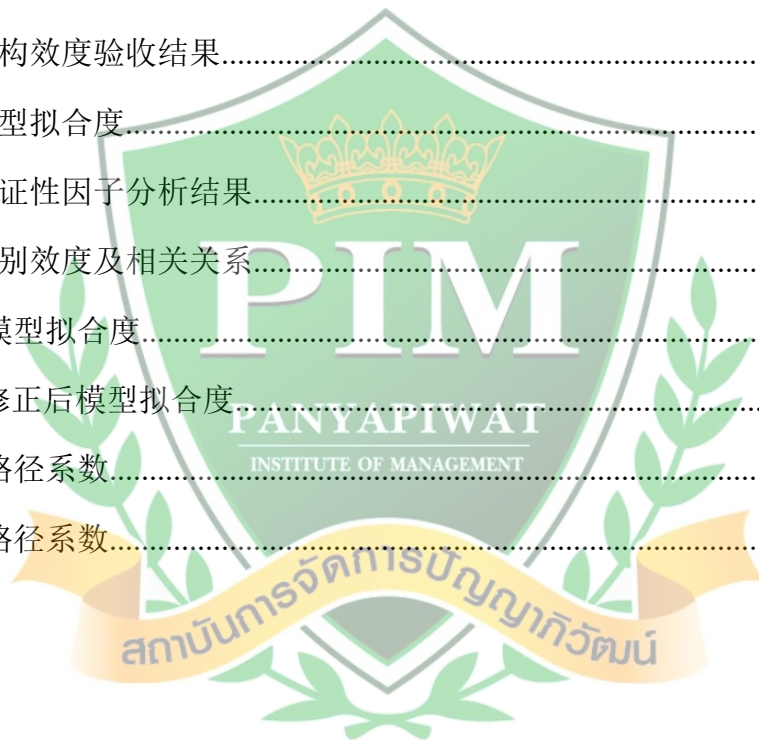 构效度验收结果........................................................................
型拟合度........................................................................
证性因子分析结果........................................................................
别效度及相关关系........................................................................
模型拟合度........................................................................
修正后模型拟合度........................................................................
路径系数........................................................................
路径系数........................................................................
PIM
PANYAPIWAT
INSTITUTE OF MANAGEMENT
สถาบันการจัดการปัญญาภิวัฒน์